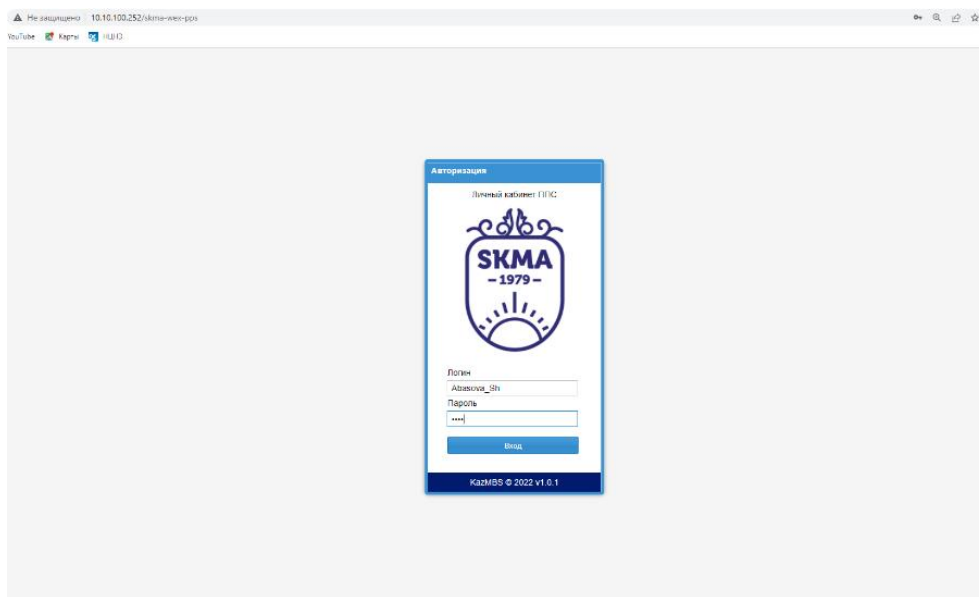 Не защищено 10.10.100.252/skma-wex-pps
YouTube Карты
Авторизация
Личный кабинет ППС
SKMA
- 1979 -
Логин
Abasova_Sh
Пароль
Вход
KazMBS © 2022 v1.0.1